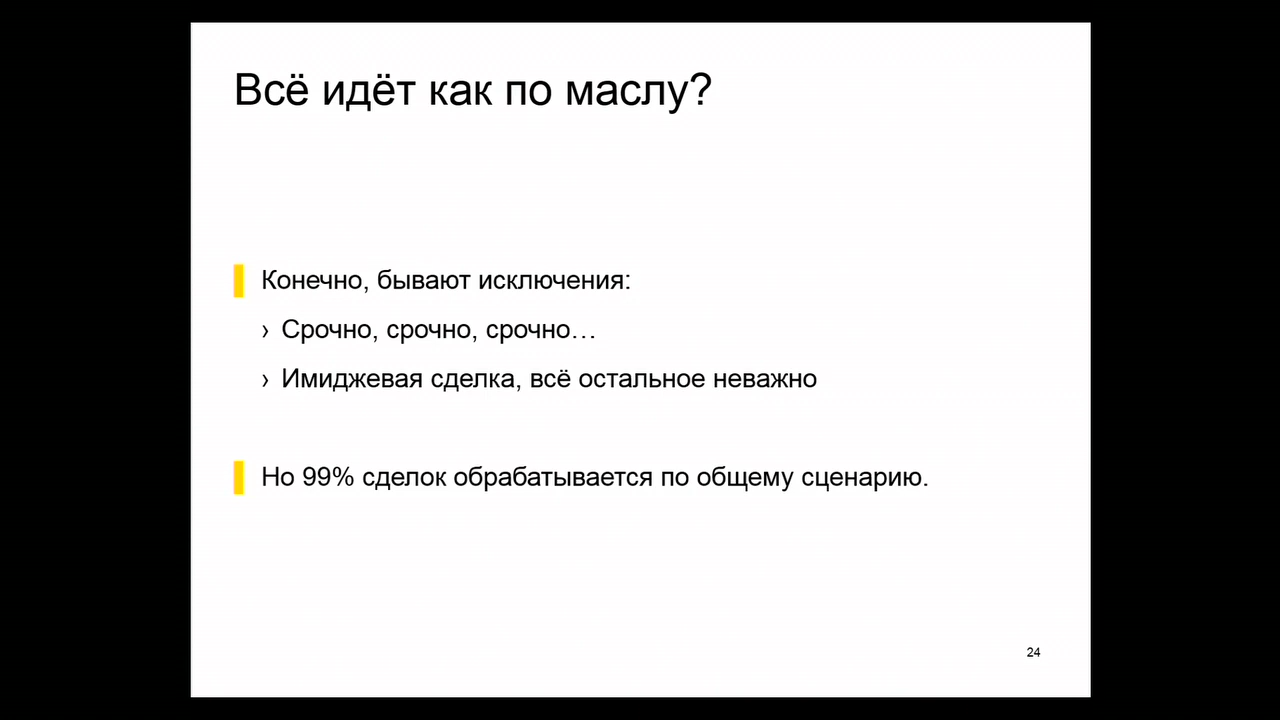 Всё идёт как по маслу?
Конечно, бывают исключения:
› Срочно, срочно, срочно…
› Имиджевая сделка, всё остальное неважно
Но 99% сделок обрабатывается по общему сценарию.
24